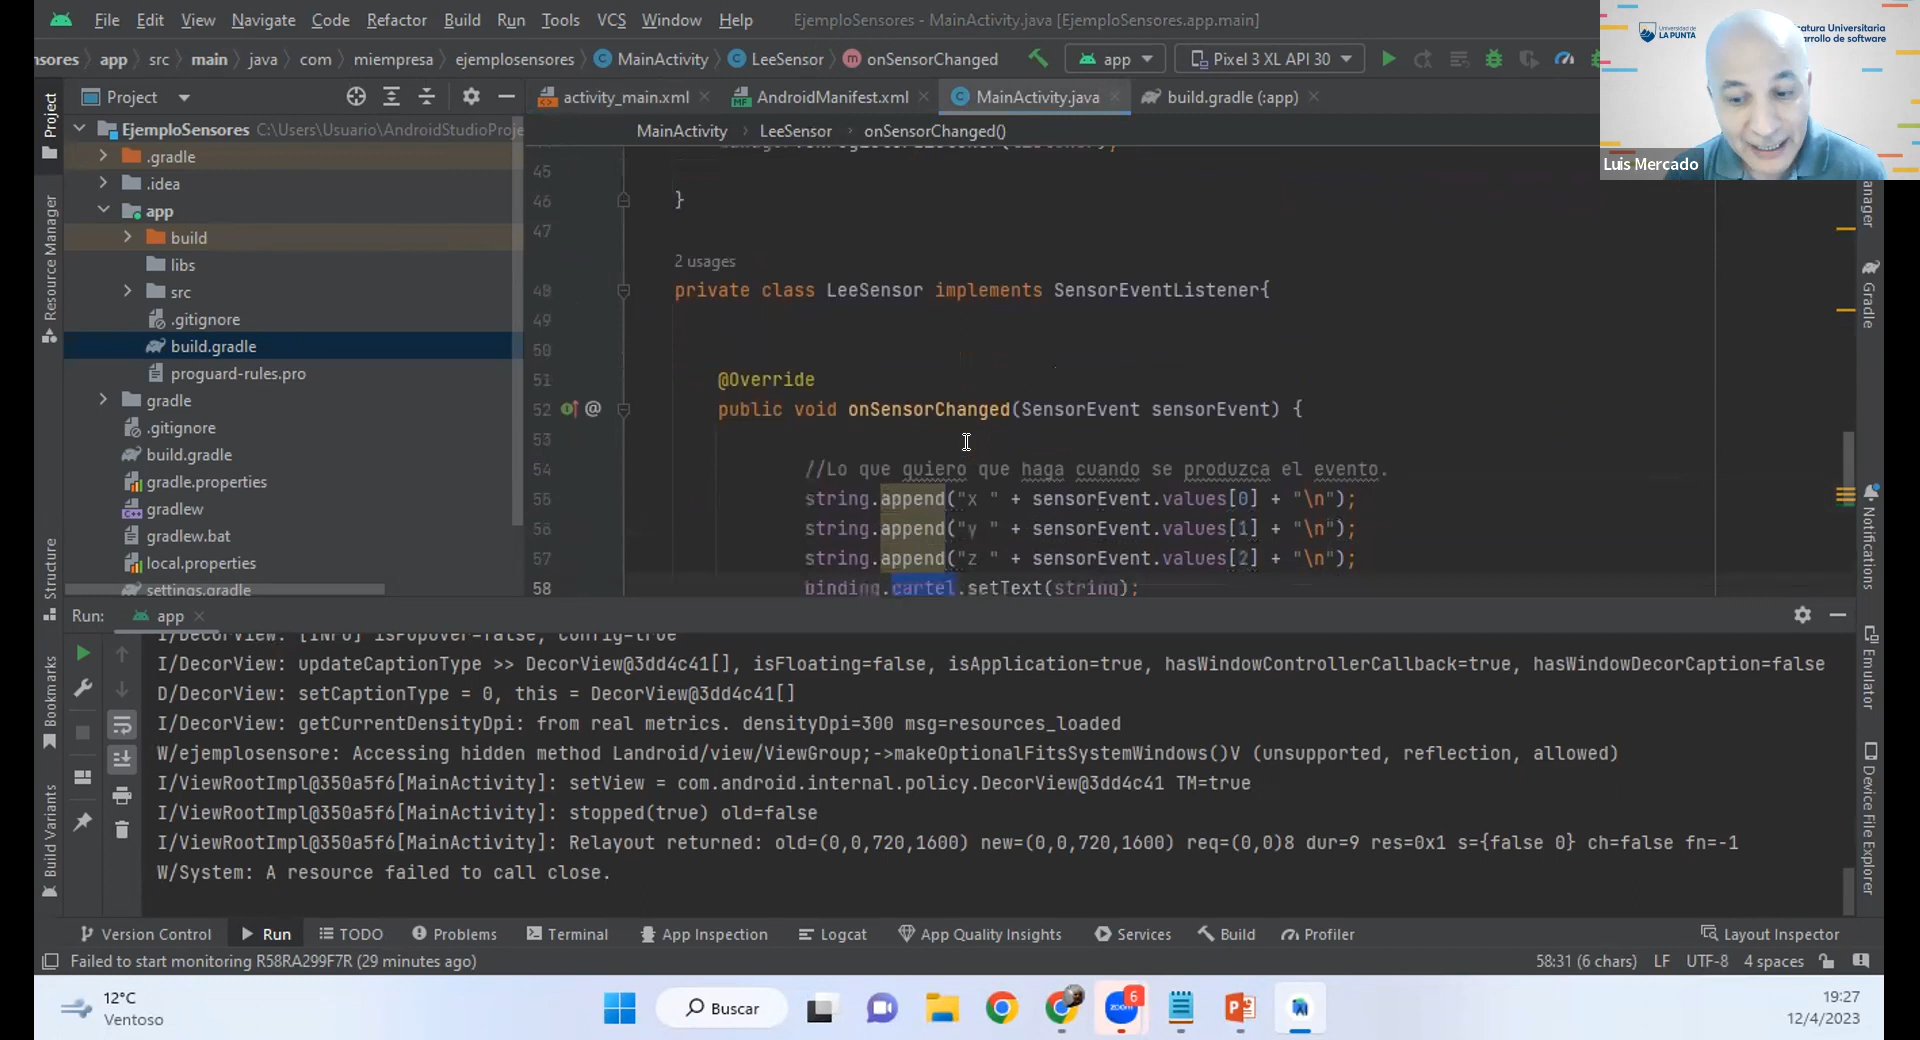 File Edit View Navigate Code Refactor Build Run Tools VCS Window Help
EjemploSensores - MainActivity.java [EjemploSensores.app.main]
Universidad de
LA PUNTA
catura Universitaria
arrollo de software
Luis Mercado
nsores app src main java com miempresa ejemplosensores MainActivity LeeSensor onSensorChanged
app Pixel 3 XL API 30
Project
activity_main.xml AndroidManifest.xml MainActivity.java build.gradle (:app)
MainActivity LeeSensor onSensorChanged()
Project
Resource Manager
Structure
Bookmarks
Build Variants
EjemploSensores C:\Users\Usuario\AndroidStudioProje
.gradle
.idea
app
build
libs
src
.gitignore
build.gradle
proguard-rules.pro
gradle
.gitignore
build.gradle
gradle.properties
gradlew
gradlew.bat
local.properties
settings.gradle
45
46 }
47
2 usages
48 private class LeeSensor implements SensorEventListener{
49
50
51 @Override
52 @ public void onSensorChanged(SensorEvent sensorEvent) {
53
54 //Lo que quiero que haga cuando se produzca el evento.
55 string.append("x " + sensorEvent.values[0] + "\n");
56 string.append("y " + sensorEvent.values[1] + "\n");
57 string.append("z " + sensorEvent.values[2] + "\n");
58 binding.cartel.setText(string);
anager
Gradle
Notifications
Emulator
Device File Explorer
Run: app
I/DecorView: [INFO] isPopOver=false, config=true
I/DecorView: updateCaptionType >> DecorView@3dd4c41[], isFloating=false, isApplication=true, hasWindowControllerCallback=true, hasWindowDecorCaption=false
D/DecorView: setCaptionType = 0, this = DecorView@3dd4c41[]
I/DecorView: getCurrentDensityDpi: from real metrics. densityDpi=300 msg=resources_loaded
W/ejemplosensore: Accessing hidden method Landroid/view/ViewGroup;->makeOptionalFitsSystemWindows()V (unsupported, reflection, allowed)
I/ViewRootImpl@350a5f6[MainActivity]: setView = com.android.internal.policy.DecorView@3dd4c41 TM=true
I/ViewRootImpl@350a5f6[MainActivity]: stopped(true) old=false
I/ViewRootImpl@350a5f6[MainActivity]: Relayout returned: old=(0,0,720,1600) new=(0,0,720,1600) req=(0,0)8 dur=9 res=0x1 s={false 0} ch=false fn=-1
W/System: A resource failed to call close.
Version Control Run TODO Problems Terminal App Inspection Logcat App Quality Insights Services Build Profiler Layout Inspector
Failed to start monitoring R58RA299F7R (29 minutes ago)
58:31 (6 chars) LF UTF-8 4 spaces
12°C
Ventoso
Buscar
zoom
6
19:27
12/4/2023